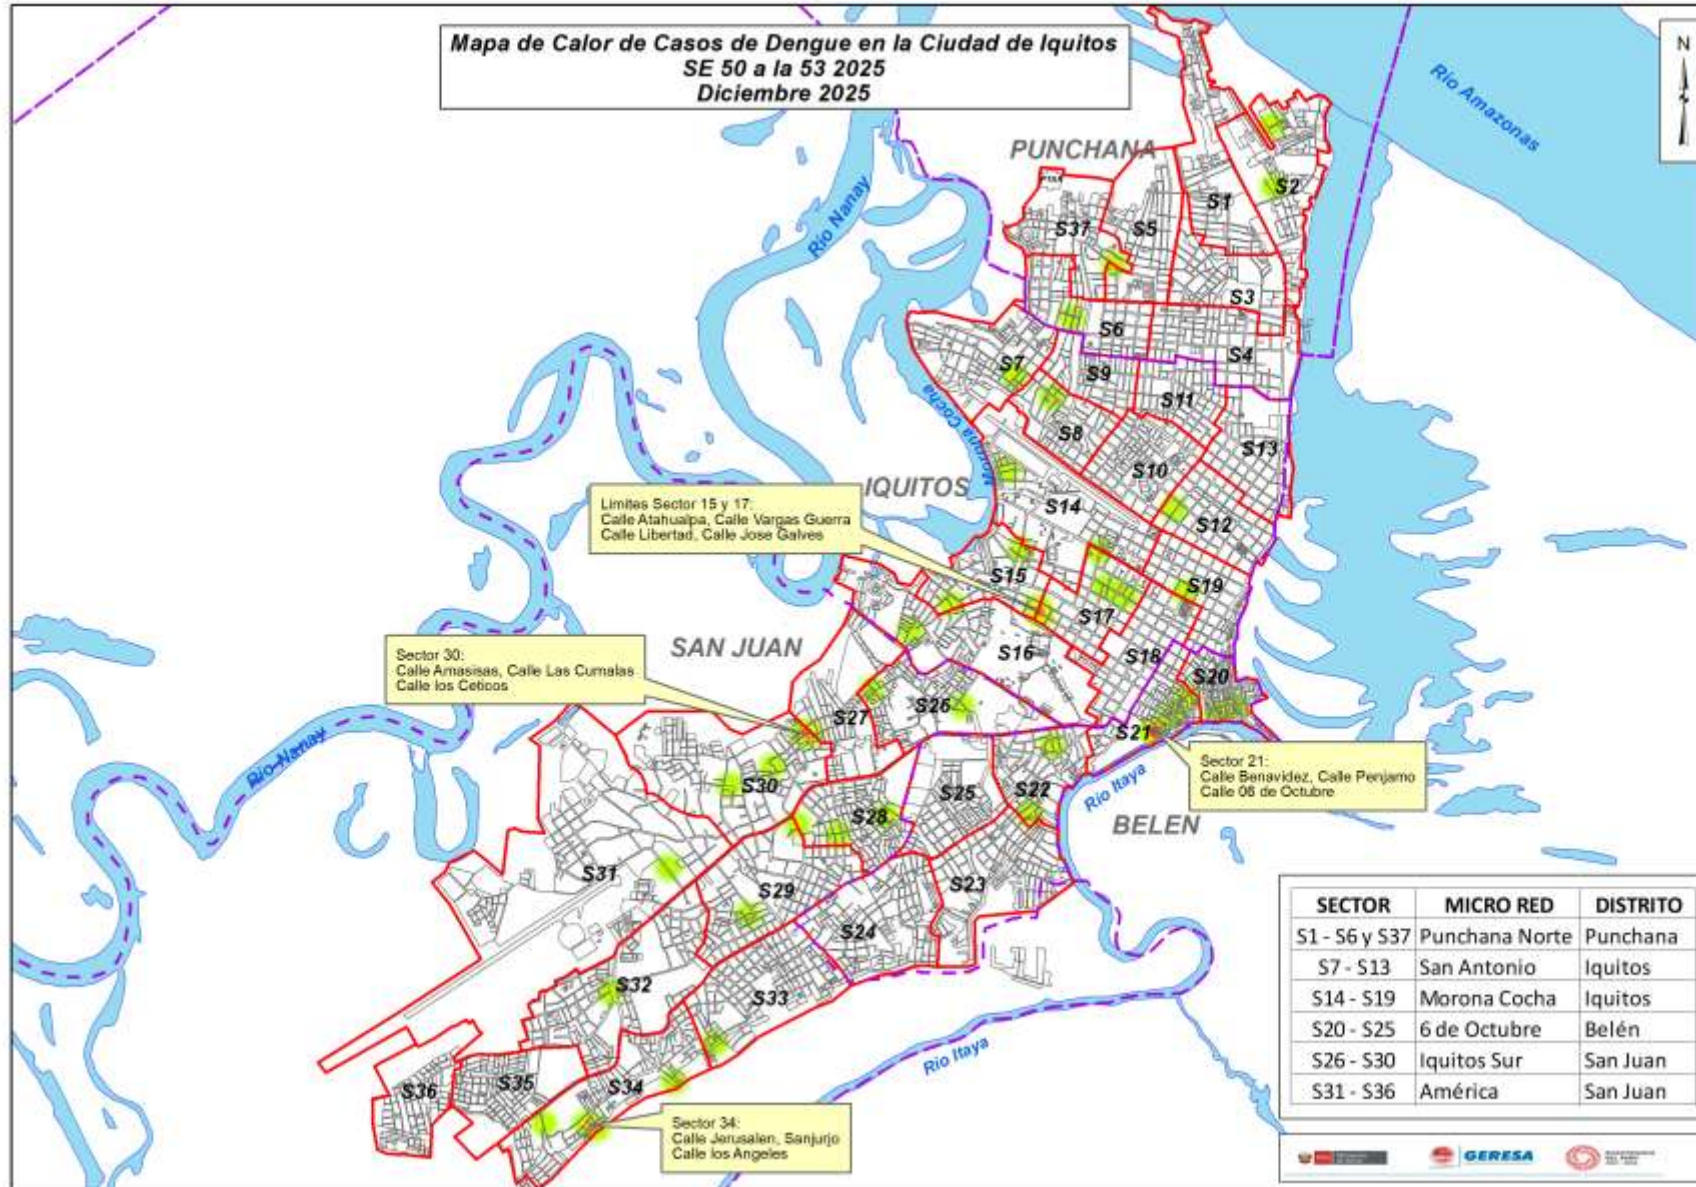 Mapa de Calor de Casos de Dengue en la Ciudad de Iquitos
SE 50 a la 53 2025
Diciembre 2025
N
Río Amazonas
PUNCHANA
Río Nanay
S2
S1
S37
S5
S3
S6
S4
S7
S9
S11
S8
S13
Morona Cocha
S10
IQUITOS
S14
S12
Limites Sector 15 y 17:
Calle Atahualpa, Calle Vargas Guerra
Calle Libertad, Calle Jose Galves
S15
S19
S17
SAN JUAN
S16
S18
S20
Sector 30:
Calle Amasisas, Calle Las Cumalas
Calle los Ceticos
S27
S26
S21
Río Nanay
Sector 21:
Calle Benavidez, Calle Penjamo
Calle 06 de Octubre
Río Itaya
S30
S25
S22
S28
BELEN
S31
S29
S23
S24
S32
S33
Río Itaya
S36
S35
S34
Sector 34:
Calle Jerusalen, Sanjurjo
Calle los Angeles
SECTOR MICRO RED DISTRITO
S1 - S6 y S37 Punchana Norte Punchana
S7 - S13 San Antonio Iquitos
S14 - S19 Morona Cocha Iquitos
S20 - S25 6 de Octubre Belén
S26 - S30 Iquitos Sur San Juan
S31 - S36 América San Juan
GERESA